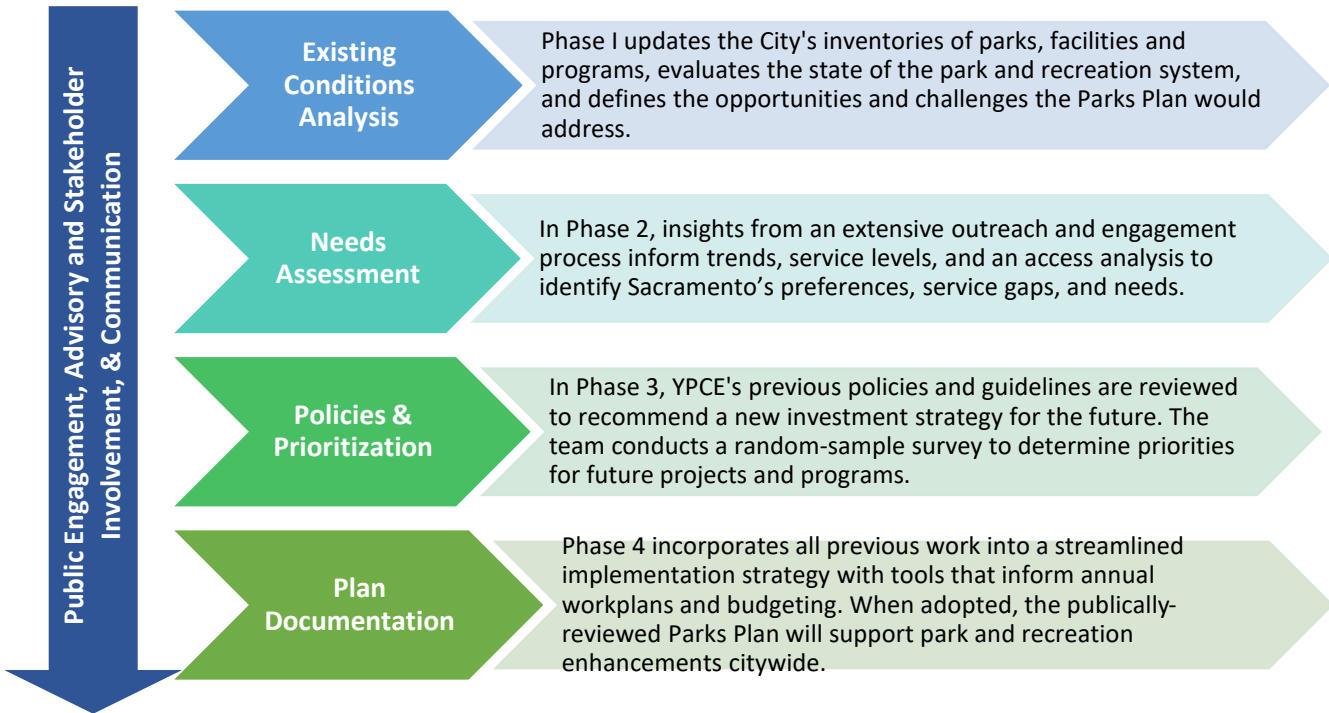 Public Engagement, Advisory and Stakeholder
Involvement, & Communication
Existing
Conditions
Analysis
Phase I updates the City's inventories of parks, facilities and
programs, evaluates the state of the park and recreation system,
and defines the opportunities and challenges the Parks Plan would
address.
Needs
Assessment
In Phase 2, insights from an extensive outreach and engagement
process inform trends, service levels, and an access analysis to
identify Sacramento’s preferences, service gaps, and needs.
Policies &
Prioritization
In Phase 3, YPCE's previous policies and guidelines are reviewed
to recommend a new investment strategy for the future. The
team conducts a random-sample survey to determine priorities
for future projects and programs.
Plan
Documentation
Phase 4 incorporates all previous work into a streamlined
implementation strategy with tools that inform annual
workplans and budgeting. When adopted, the publically-
reviewed Parks Plan will support park and recreation
enhancements citywide.